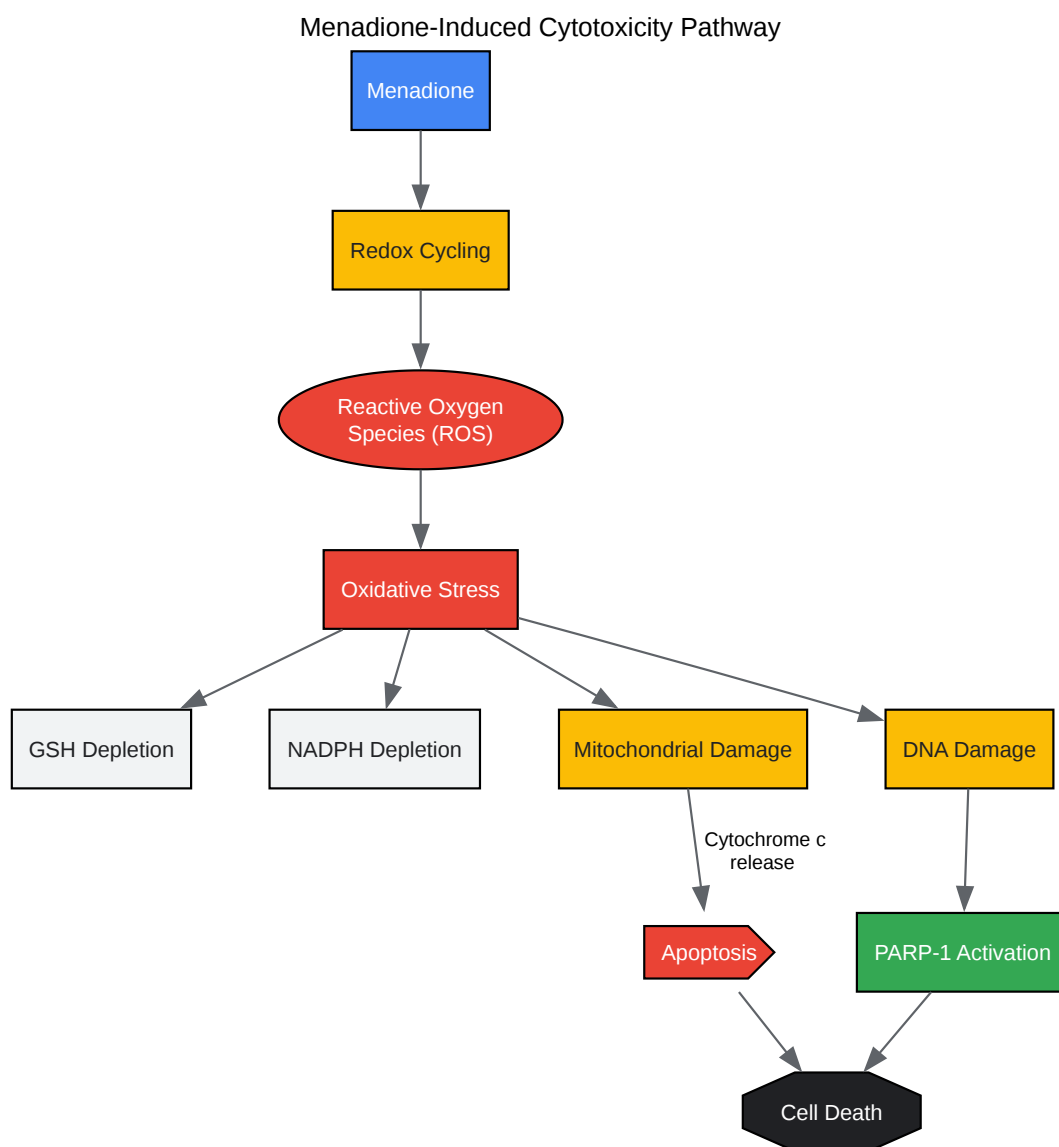 Menadione-Induced Cytotoxicity Pathway
Menadione
Redox Cycling
Reactive Oxygen
Species (ROS)
Oxidative Stress
GSH Depletion
NADPH Depletion
Mitochondrial Damage
DNA Damage
Cytochrome c
release
Apoptosis
PARP-1 Activation
Cell Death